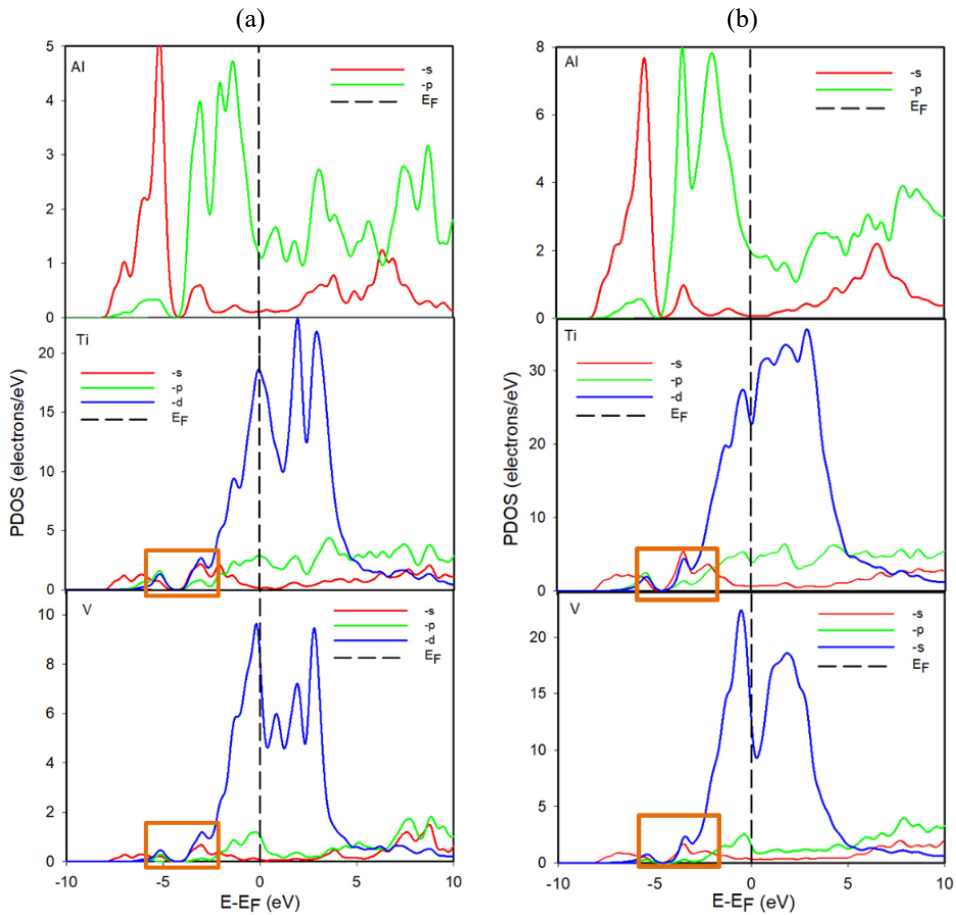 (a)
(b)
5
4
3
2
1
0
Al
-s
-p
EF
8
6
4
2
0
Al
-s
-p
EF
PDOS (electrons/eV)
20
15
10
5
0
Ti
-s
-p
-d
EF
PDOS (electrons/eV)
30
20
10
0
Ti
-s
-p
-d
EF
10
8
6
4
2
0
V
-s
-p
-d
EF
-10
-5
0
5
10
E-EF (eV)
20
15
10
5
0
V
-s
-p
-s
EF
-10
-5
0
5
10
E-EF (eV)